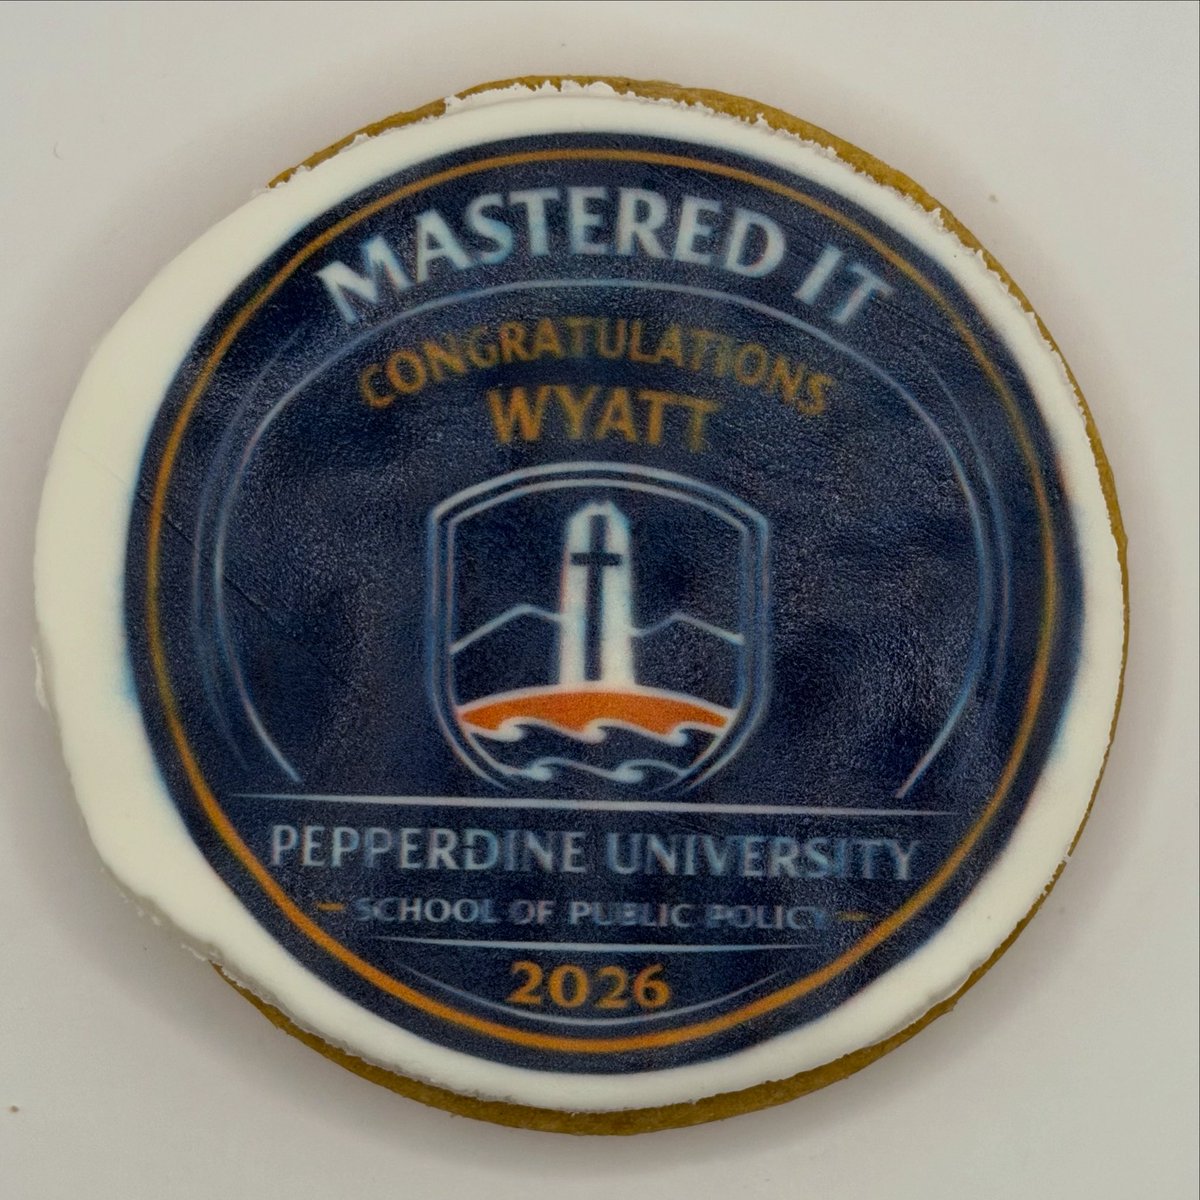 MASTERED IT
CONGRATULATIONS
WYATT
PEPPERDINE UNIVERSITY
– SCHOOL OF PUBLIC POLICY –
2026